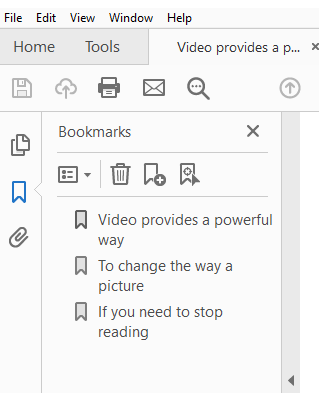 File Edit View Window Help
Home Tools Video provides a p...
Bookmarks
Video provides a powerful
way
To change the way a
picture
If you need to stop
reading